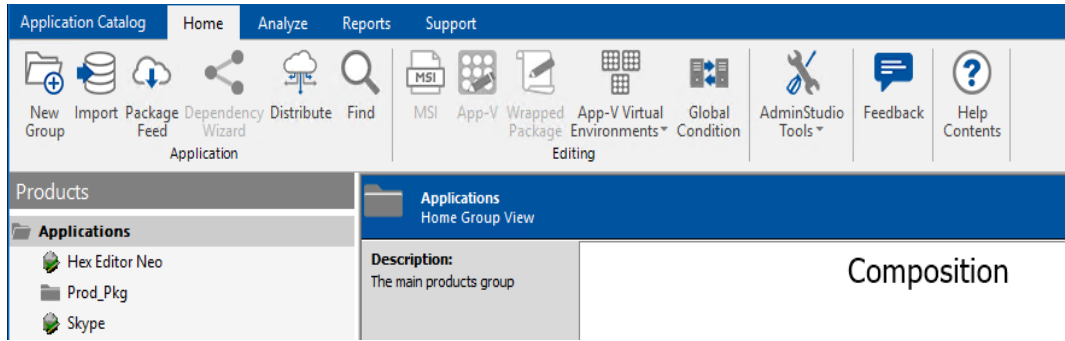 Application Catalog Home Analyze Reports Support
New Group Import Package Feed Dependency Wizard Distribute Find MSI MSI App-V Wrapped Package App-V Virtual Environments Global Condition AdminStudio Tools Feedback Help Contents
Application Editing
Products
Applications
Home Group View
Applications
Hex Editor Neo
Prod_Pkg
Skype
Description:
The main products group
Composition